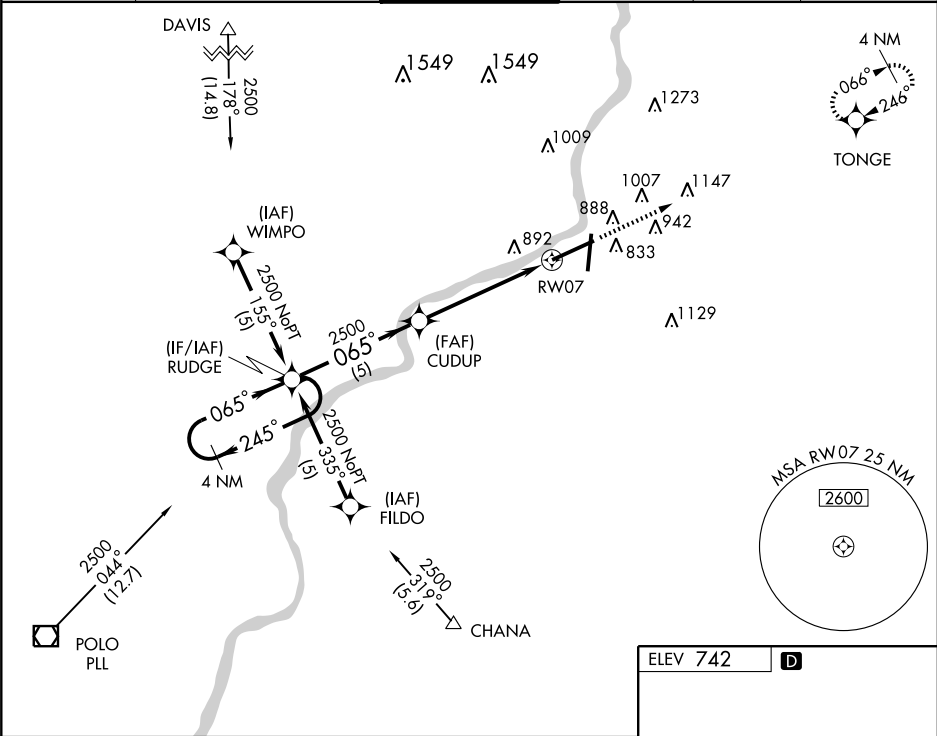 DAVIS
2500
178°
(14.8)
1549
1549
1273
1009
4 NM
066°
246°
TONGE
1007
1147
888
942
892
833
RW07
1129
(IAF)
WIMPO
2500 NoPT
155°
(5)
(IF/IAF)
RUDGE
2500
065°
(5)
(FAF)
CUDUP
065°
245°
4 NM
2500 NoPT
335°
(5)
(IAF)
FILDO
2500
044°
(12.7)
POLO
PLL
2500
319°
(5.6)
CHANA
MSA RW07 25 NM
2600
ELEV 742 D